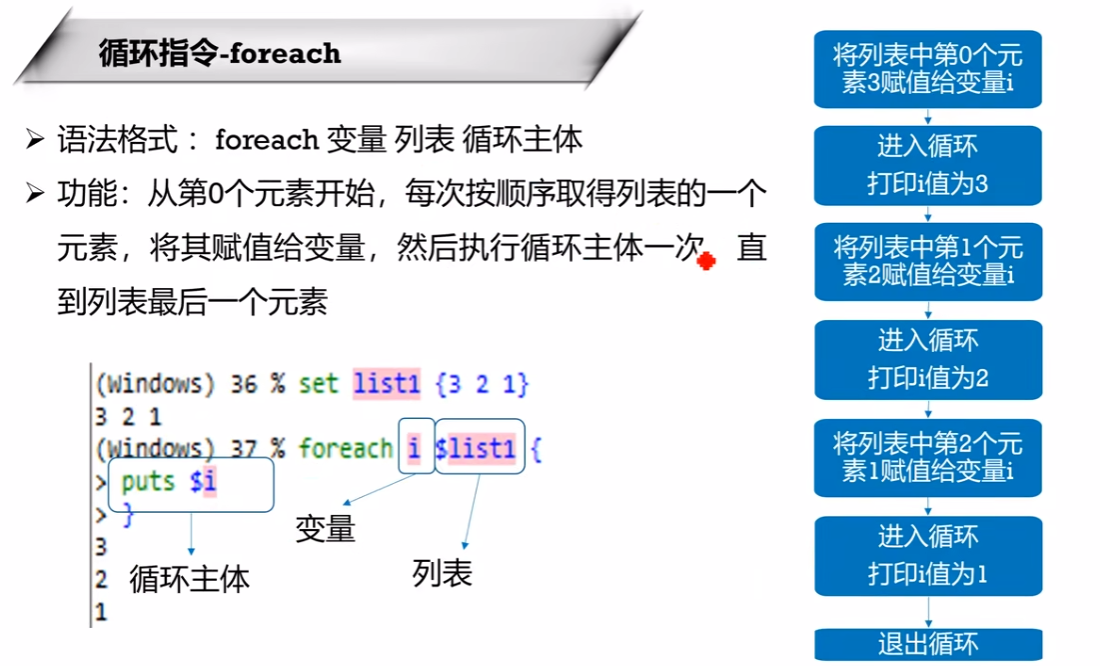 循环指令-foreach
➢ 语法格式： foreach 变量 列表 循环主体
➢ 功能：从第0个元素开始，每次按顺序取得列表的一个
元素，将其赋值给变量，然后执行循环主体一次，直
到列表最后一个元素
(Windows) 36 % set list1 {3 2 1}
3 2 1
(Windows) 37 % foreach i $list1 {
> puts $i
> }
3
2
1
变量
列表
循环主体
将列表中第0个元
素3赋值给变量i
进入循环
打印i值为3
将列表中第1个元
素2赋值给变量i
进入循环
打印i值为2
将列表中第2个元
素1赋值给变量i
进入循环
打印i值为1
退出循环